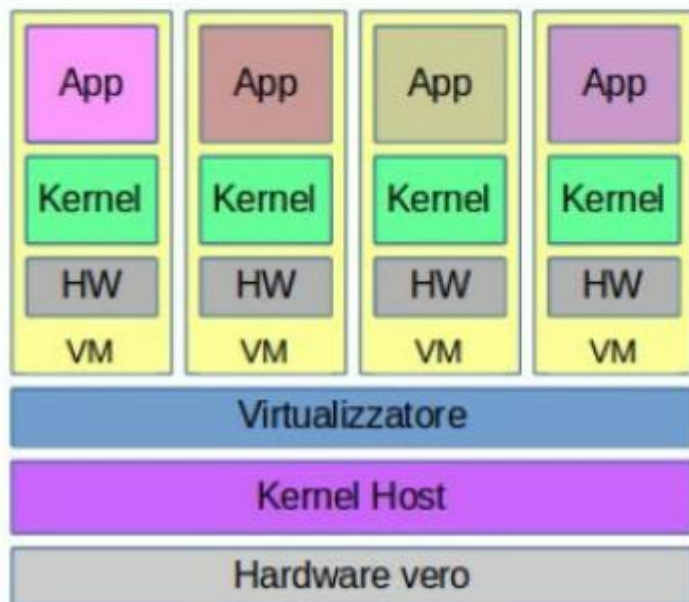 App App App App
Kernel Kernel Kernel Kernel
HW HW HW HW
VM VM VM VM
Virtualizzatore
Kernel Host
Hardware vero